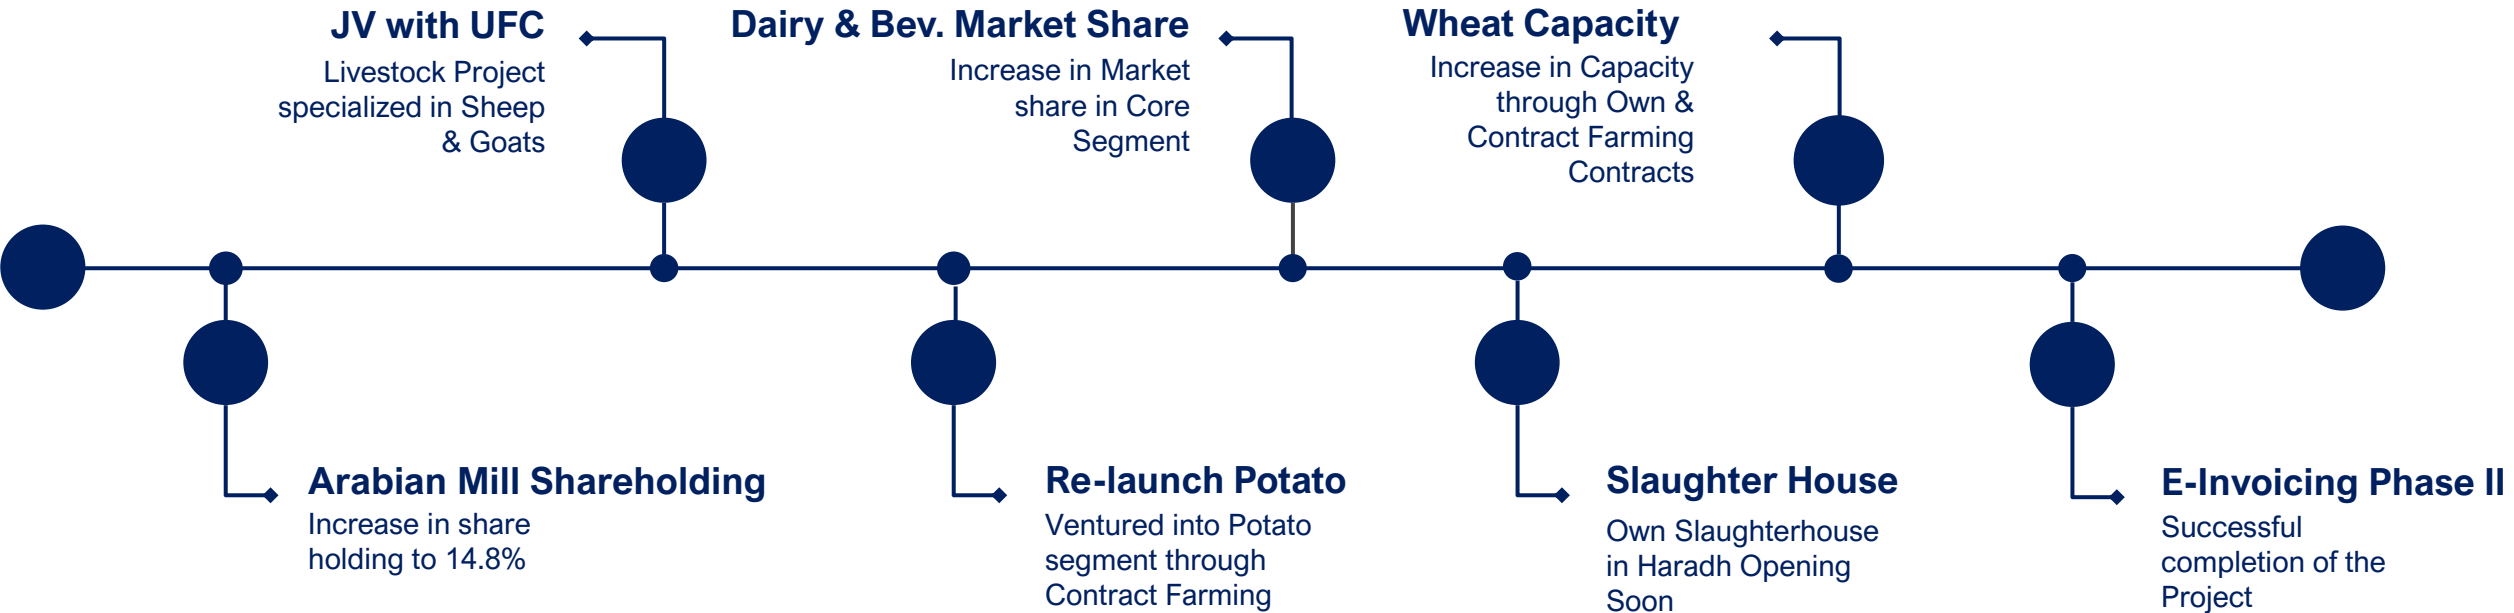 JV with UFC
Livestock Project
specialized in Sheep
& Goats
Dairy & Bev. Market Share
Increase in Market
share in Core
Segment
Wheat Capacity
Increase in Capacity
through Own &
Contract Farming
Contracts
Arabian Mill Shareholding
Increase in share
holding to 14.8%
Re-launch Potato
Ventured into Potato
segment through
Contract Farming
Slaughter House
Own Slaughterhouse
in Haradh Opening
Soon
E-Invoicing Phase II
Successful
completion of the
Project